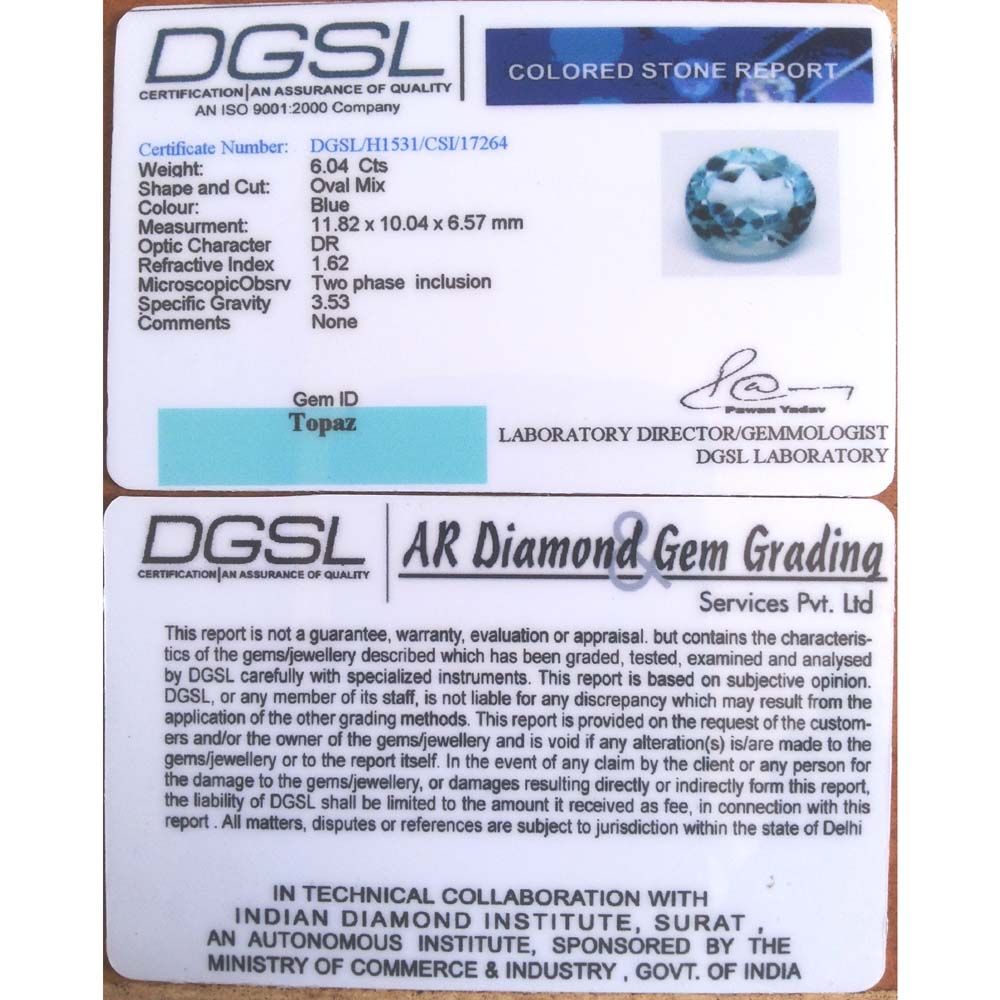 DGSL
CERTIFICATION|AN ASSURANCE OF QUALITY
AN ISO 9001:2000 Company
COLORED STONE REPORT
Certificate Number: DGSL/H1531/CSI/17264
Weight: 6.04 Cts
Shape and Cut: Oval Mix
Colour: Blue
Measurment: 11.82 x 10.04 x 6.57 mm
Optic Character DR
Refractive Index 1.62
MicroscopicObsrv Two phase inclusion
Specific Gravity 3.53
Comments None
Gem ID
Topaz
Pawan Yadav
LABORATORY DIRECTOR/GEMMOLOGIST
DGSL LABORATORY
DGSL
CERTIFICATION|AN ASSURANCE OF QUALITY
AR Diamond & Gem Grading
Services Pvt. Ltd
This report is not a guarantee, warranty, evaluation or appraisal. but contains the characteris-
tics of the gems/jewellery described which has been graded, tested, examined and analysed
by DGSL carefully with specialized instruments. This report is based on subjective opinion.
DGSL, or any member of its staff, is not liable for any discrepancy which may result from the
application of the other grading methods. This report is provided on the request of the custom-
ers and/or the owner of the gems/jewellery and is void if any alteration(s) is/are made to the
gems/jewellery or to the report itself. In the event of any claim by the client or any person for
the damage to the gems/jewellery, or damages resulting directly or indirectly form this report,
the liability of DGSL shall be limited to the amount it received as fee, in connection with this
report . All matters, disputes or references are subject to jurisdiction within the state of Delhi
IN TECHNICAL COLLABORATION WITH
INDIAN DIAMOND INSTITUTE, SURAT ,
AN AUTONOMOUS INSTITUTE, SPONSORED BY THE
MINISTRY OF COMMERCE & INDUSTRY , GOVT. OF INDIA